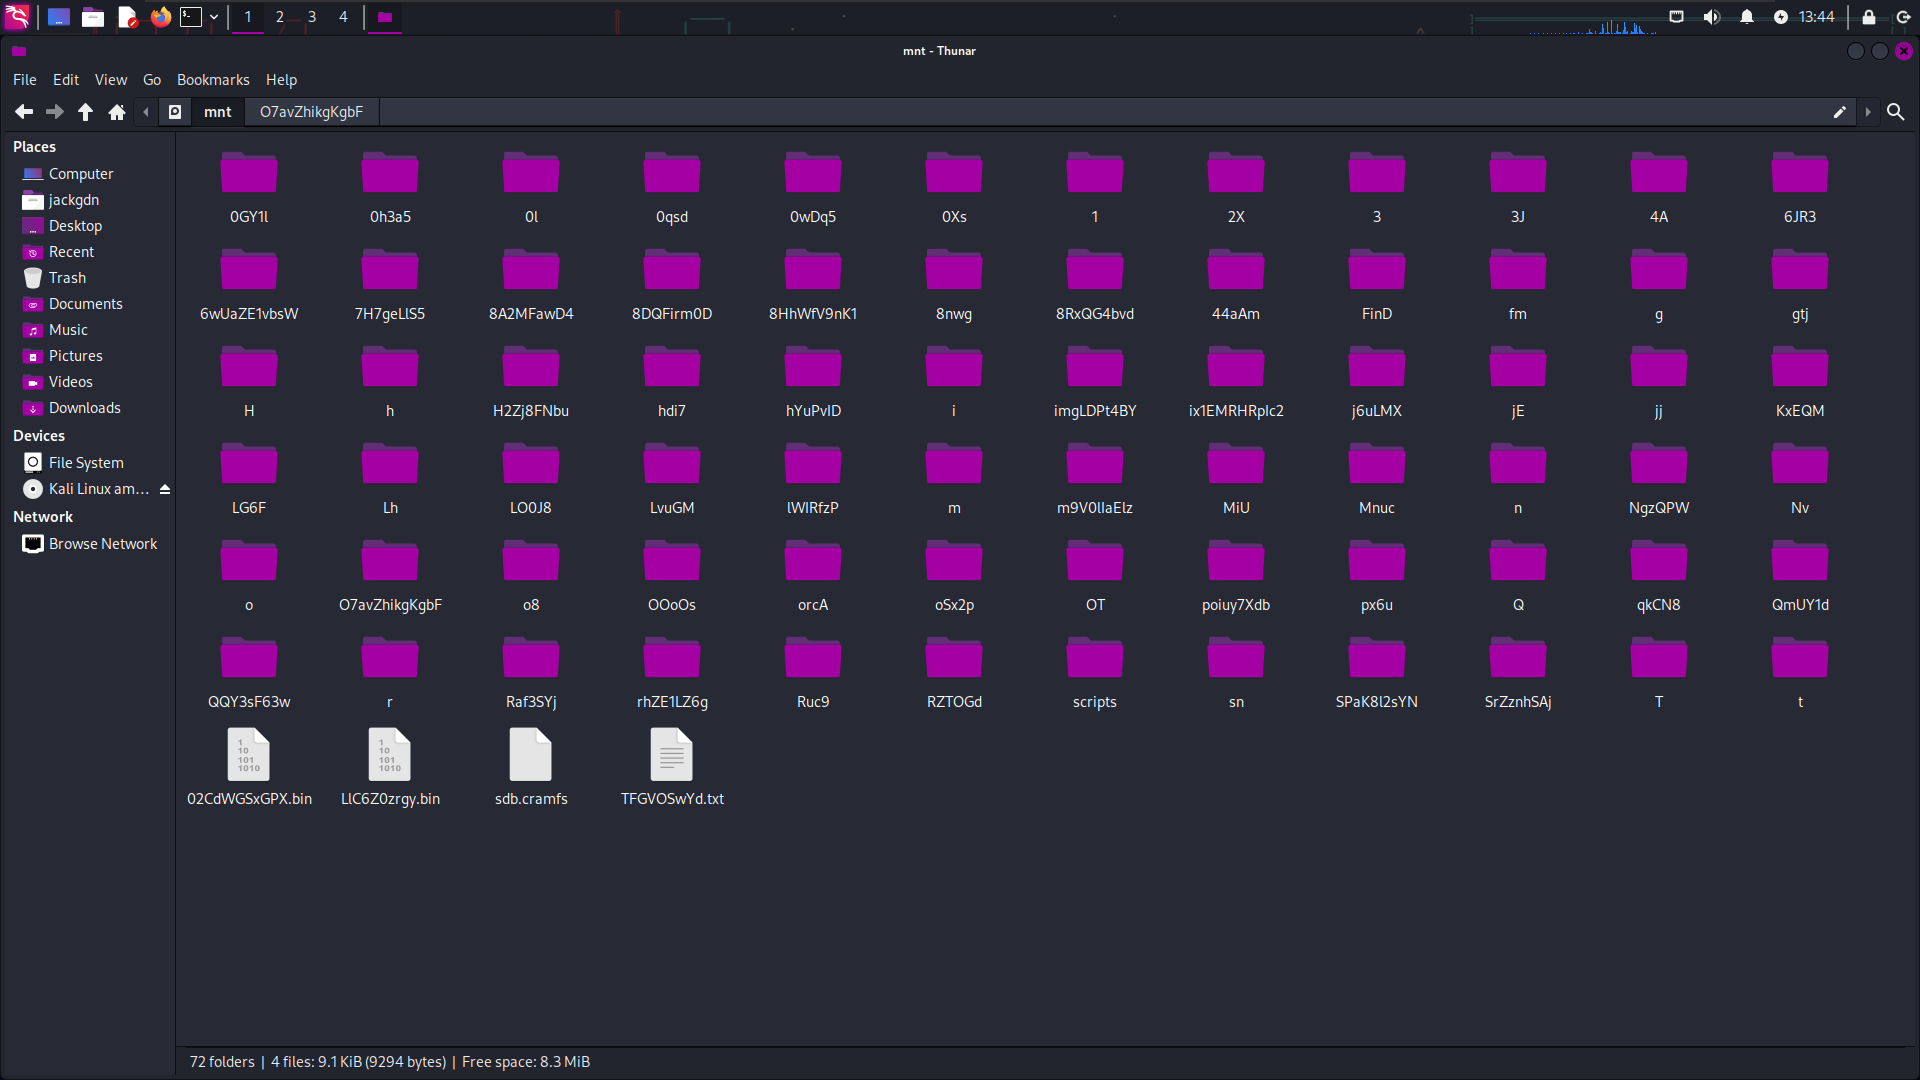 1 2 3 4 13:44
mnt - Thunar
File Edit View Go Bookmarks Help
mnt O7avZhikgKgbF
Places
Computer
jackgdn
Desktop
Recent
Trash
Documents
Music
Pictures
Videos
Downloads
Devices
File System
Kali Linux am...
Network
Browse Network
0GY1l 0h3a5 0l 0qsd 0wDq5 0Xs 1 2X 3 3J 4A 6JR3
6wUaZE1vbsW 7H7geLlS5 8A2MFawD4 8DQFirm0D 8HhWfV9nK1 8nwg 8RxQG4bvd 44aAm FinD fm g gtj
H h H2Zj8FNbu hdi7 hYuPvID i imgLDPt4BY ix1EMRHRpIc2 j6uLMX jE jj KxEQM
LG6F Lh LO0J8 LvuGM lWIRfzP m m9V0lIaElz MiU Mnuc n NgzQPW Nv
o O7avZhikgKgbF o8 OOoOs orcA oSx2p OT poiuy7Xdb px6u Q qkCN8 QmUY1d
QQY3sF63w r Raf3SYj rhZE1LZ6g Ruc9 RZTOGd scripts sn SPaK8l2sYN SrZznhSAj T t
02CdWGSxGPX.bin LlC6Z0zrgy.bin sdb.cramfs TFGVOSwYd.txt
72 folders | 4 files: 9.1 KiB (9294 bytes) | Free space: 8.3 MiB